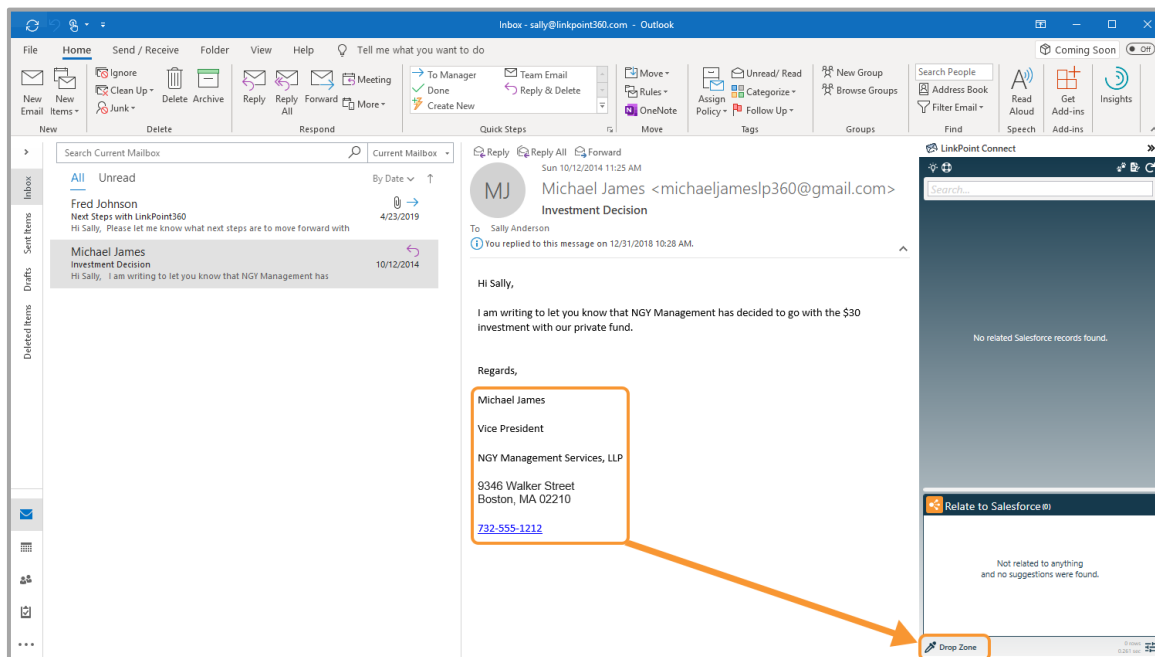 Inbox - sally@linkpoint360.com - Outlook
File Home Send / Receive Folder View Help Tell me what you want to do
Coming Soon Off
New Email
New Items
Ignore
Clean Up
Junk
Delete
Archive
Reply
Reply All
Forward
Meeting
More
To Manager
Done
Create New
Team Email
Reply & Delete
Move
Rules
OneNote
Assign Policy
Unread/ Read
Categorize
Follow Up
New Group
Browse Groups
Search People
Address Book
Filter Email
Read Aloud
Get Add-ins
Insights
New Delete Respond Quick Steps Move Tags Groups Find Speech Add-ins
Inbox
Sent Items
Drafts
Deleted Items
Search Current Mailbox Current Mailbox
All Unread By Date
Fred Johnson
Next Steps with LinkPoint360 4/23/2019
Hi Sally, Please let me know what next steps are to move forward with
Michael James
Investment Decision 10/12/2014
Hi Sally, I am writing to let you know that NGY Management has
Reply Reply All Forward
Sun 10/12/2014 11:25 AM
MJ
Michael James <michaeljameslp360@gmail.com>
Investment Decision
To Sally Anderson
You replied to this message on 12/31/2018 10:28 AM.
Hi Sally,
I am writing to let you know that NGY Management has decided to go with the $30
investment with our private fund.
Regards,
Michael James
Vice President
NGY Management Services, LLP
9346 Walker Street
Boston, MA 02210
732-555-1212
LinkPoint Connect
Search...
No related Salesforce records found.
Relate to Salesforce (0)
Not related to anything
and no suggestions were found.
Drop Zone